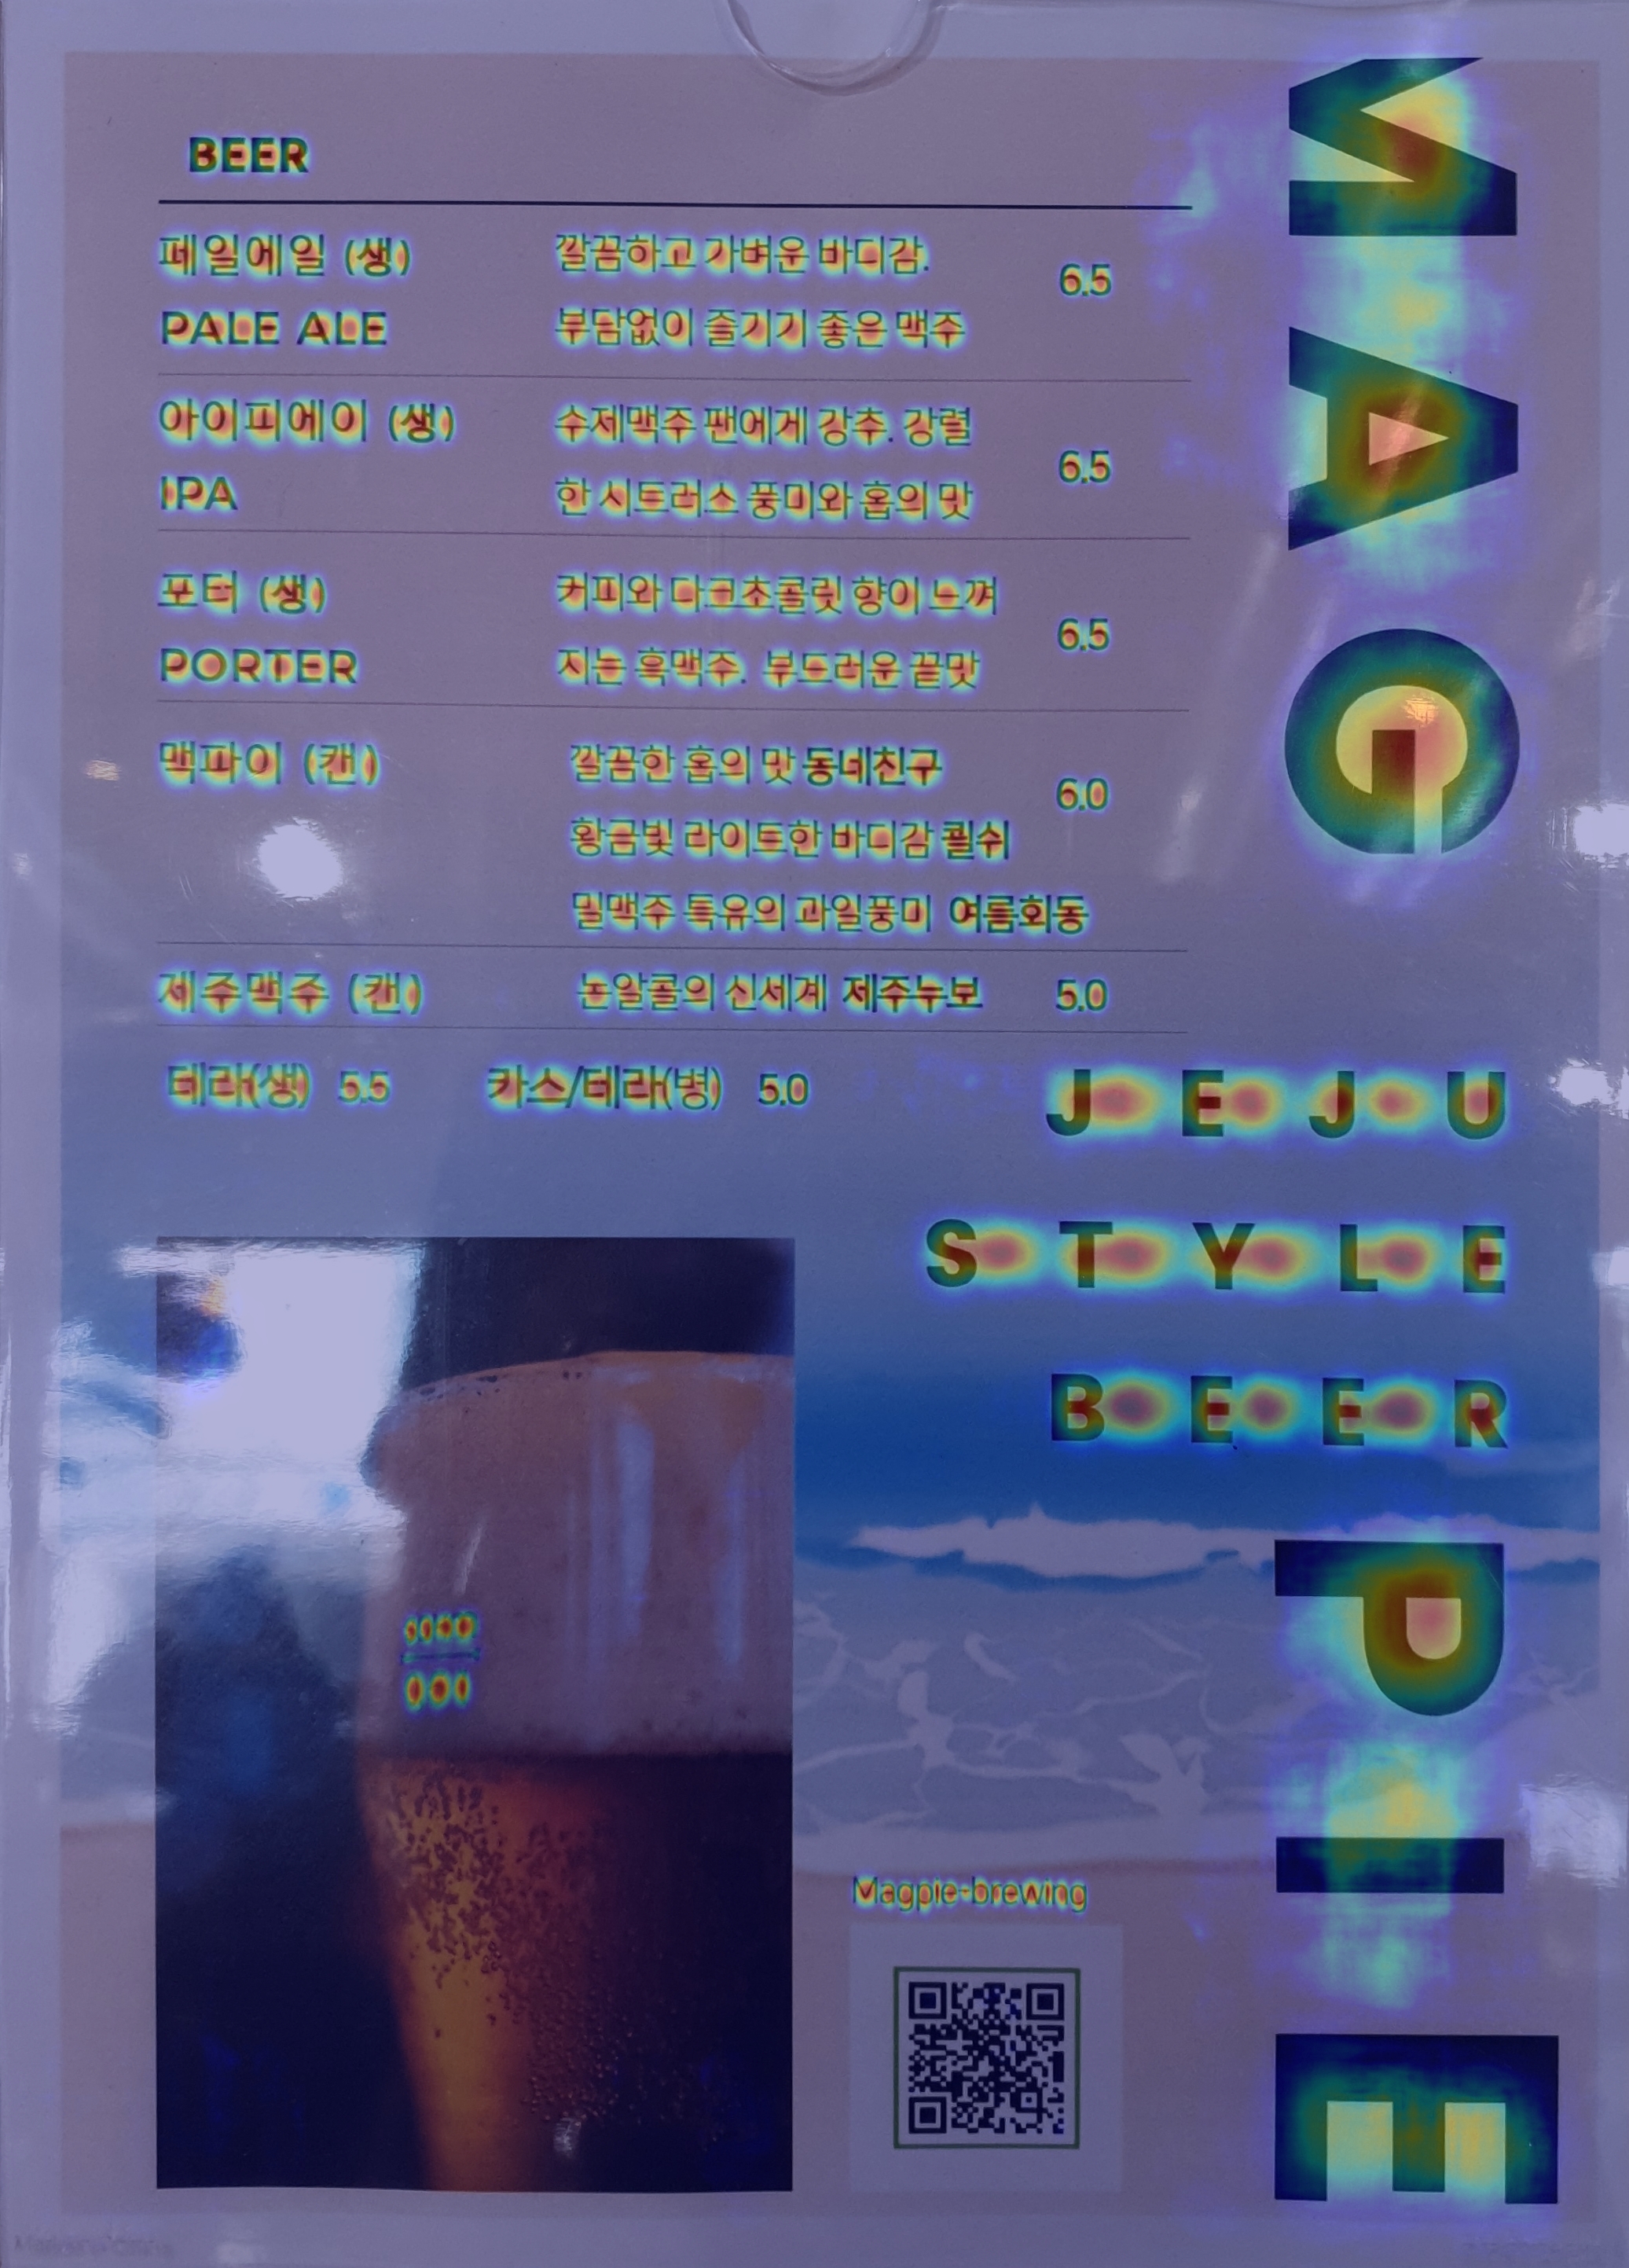 BEER
페일에일 (생)
PALE ALE
깔끔하고 가벼운 바디감.
부담없이 즐기기 좋은 맥주
6.5
아이피에이 (생)
IPA
수제맥주 팬에게 강추. 강렬
한 시트러스 풍미와 홉의 맛
6.5
포터 (생)
PORTER
커피와 다크초콜릿 향이 느껴
지는 흑맥주. 부드러운 끝맛
6.5
맥파이 (캔)
깔끔한 홉의 맛 동네친구
황금빛 라이트한 바디감 쾰쉬
밀맥주 특유의 과일풍미 여름회동
6.0
제주맥주 (캔)
논알콜의 신세계 제주누보
5.0
테라(생) 5.5 카스/테라(병) 5.0
MAGPIE
JEJU
STYLE
BEER
Magpie-brewing